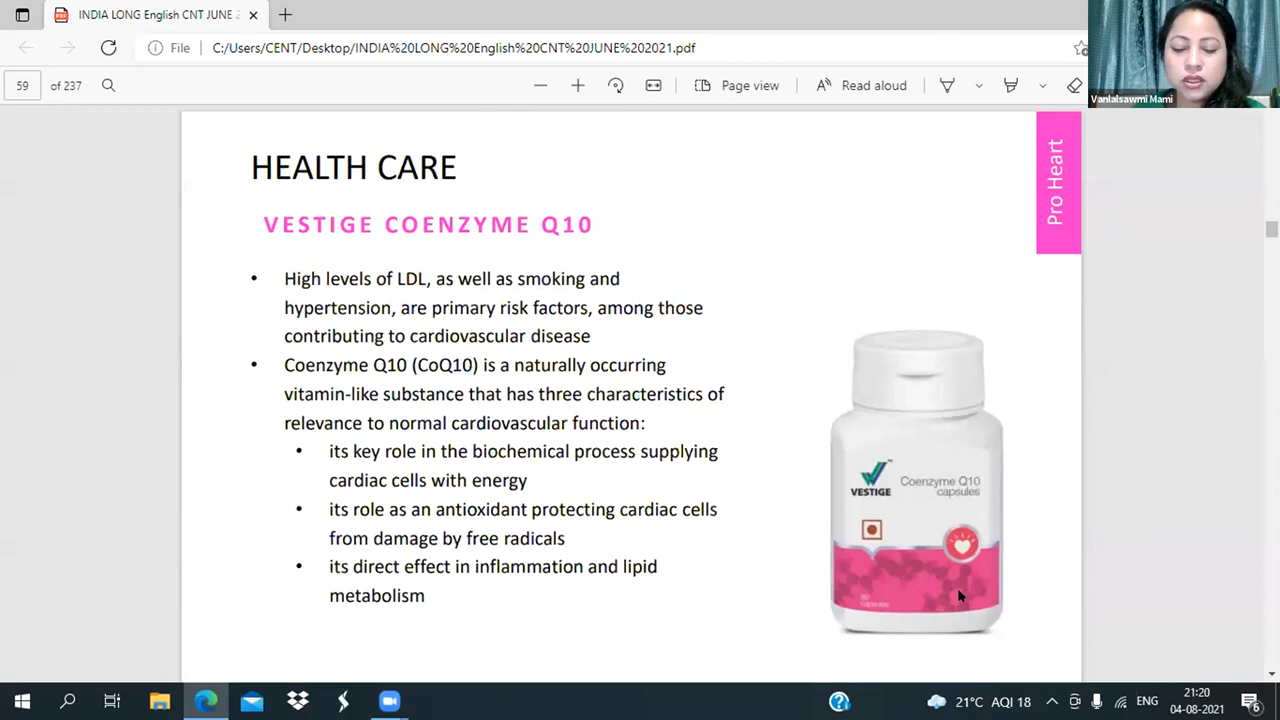 INDIA LONG English CNT JUNE 2
File
C:/Users/CENT/Desktop/INDIA%20LONG%20English%20CNT%20JUNE%202021.pdf
59 of 237
Page view
Read aloud
Vanlalsawmi Mami
HEALTH CARE
Pro Heart
VESTIGE COENZYME Q10
• High levels of LDL, as well as smoking and
hypertension, are primary risk factors, among those
contributing to cardiovascular disease
• Coenzyme Q10 (CoQ10) is a naturally occurring
vitamin-like substance that has three characteristics of
relevance to normal cardiovascular function:
• its key role in the biochemical process supplying
cardiac cells with energy
• its role as an antioxidant protecting cardiac cells
from damage by free radicals
• its direct effect in inflammation and lipid
metabolism
VESTIGE
Coenzyme Q10
capsules
capsules
21°C AQI 18
ENG
21:20
04-08-2021
6